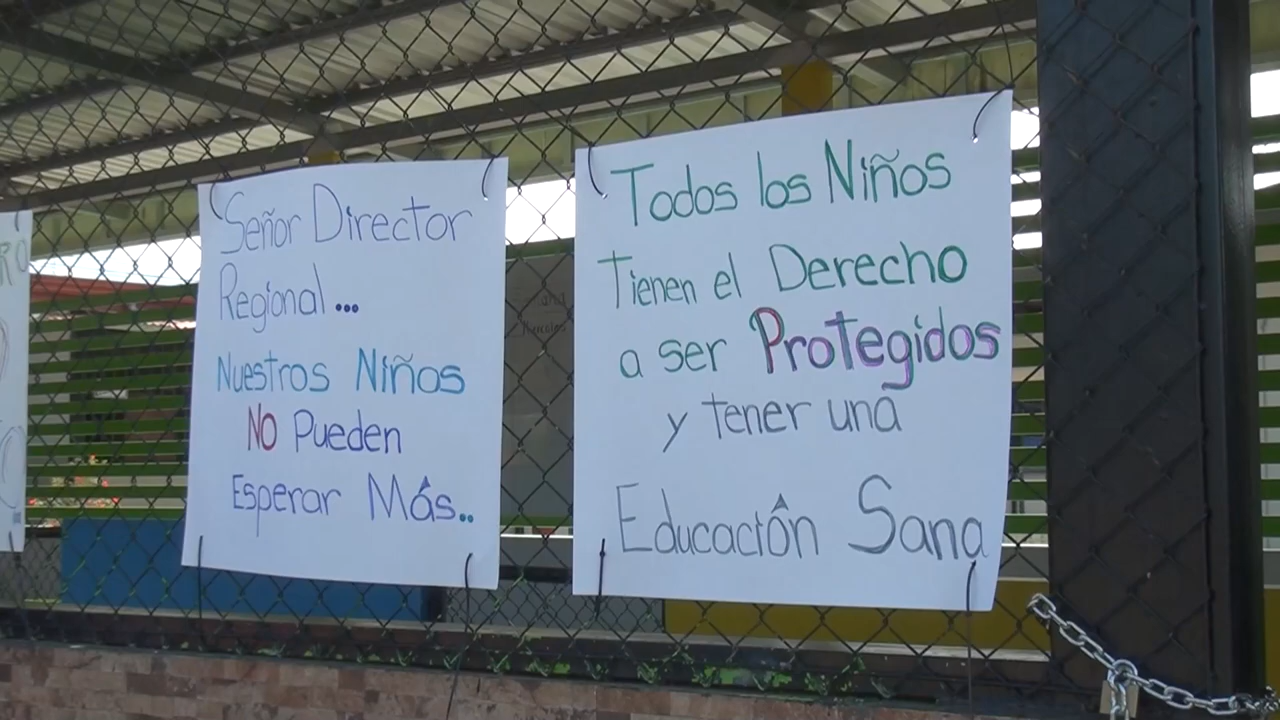 Señor Director
Regional...
Nuestros Niños
NO Pueden
Esperar Más..
Todos los Niños
Tienen el Derecho
a ser Protegidos
y tener una
Educación Sana